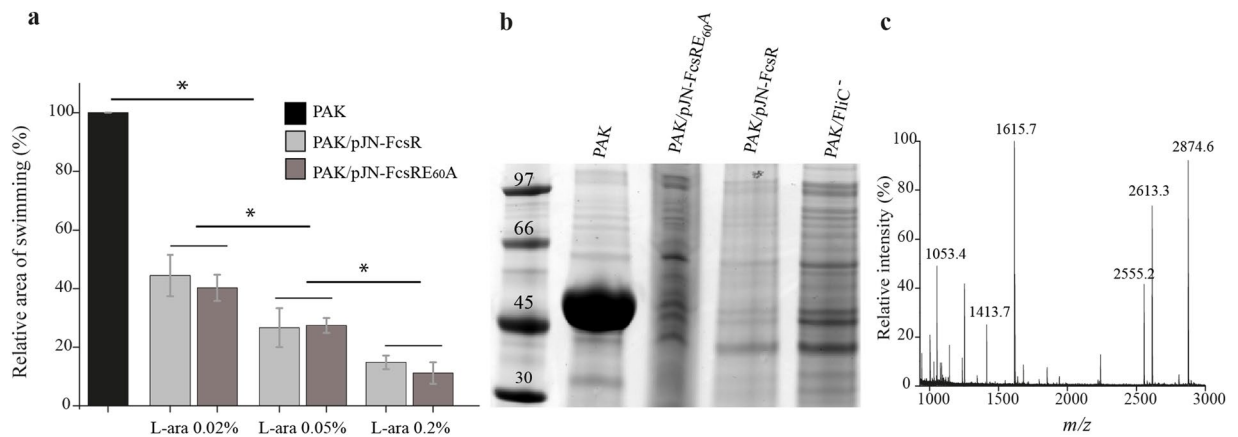 a
Relative area of swimming (%)
100
80
60
40
20
0
*
*
*
PAK
PAK/pJN-FcsR
PAK/pJN-FcsRE60A
L-ara 0.02%
L-ara 0.05%
L-ara 0.2%
b
PAK
PAK/pJN-FcsRE60A
PAK/pJN-FcsR
PAK/FliC-
97
66
45
30
c
Relative intensity (%)
100
80
60
40
20
0
1053.4
1413.7
1615.7
2555.2
2613.3
2874.6
1000
1500
2000
2500
3000
m/z